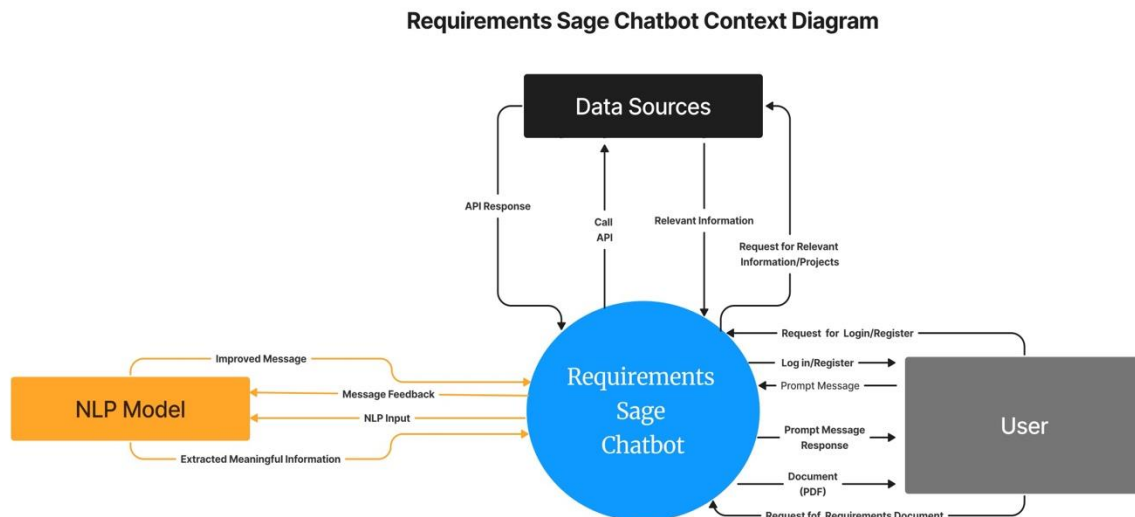 Requirements Sage Chatbot Context Diagram
Data Sources
API Response
Call
API
Relevant Information
Request for Relevant
Information/Projects
Request for Login/Register
Improved Message
Log in/Register
Message Feedback
Prompt Message
NLP Model
NLP Input
Extracted Meaningful Information
Requirements
Sage
Chatbot
User
Prompt Message
Response
Document
(PDF)
Request fof Requirements Document